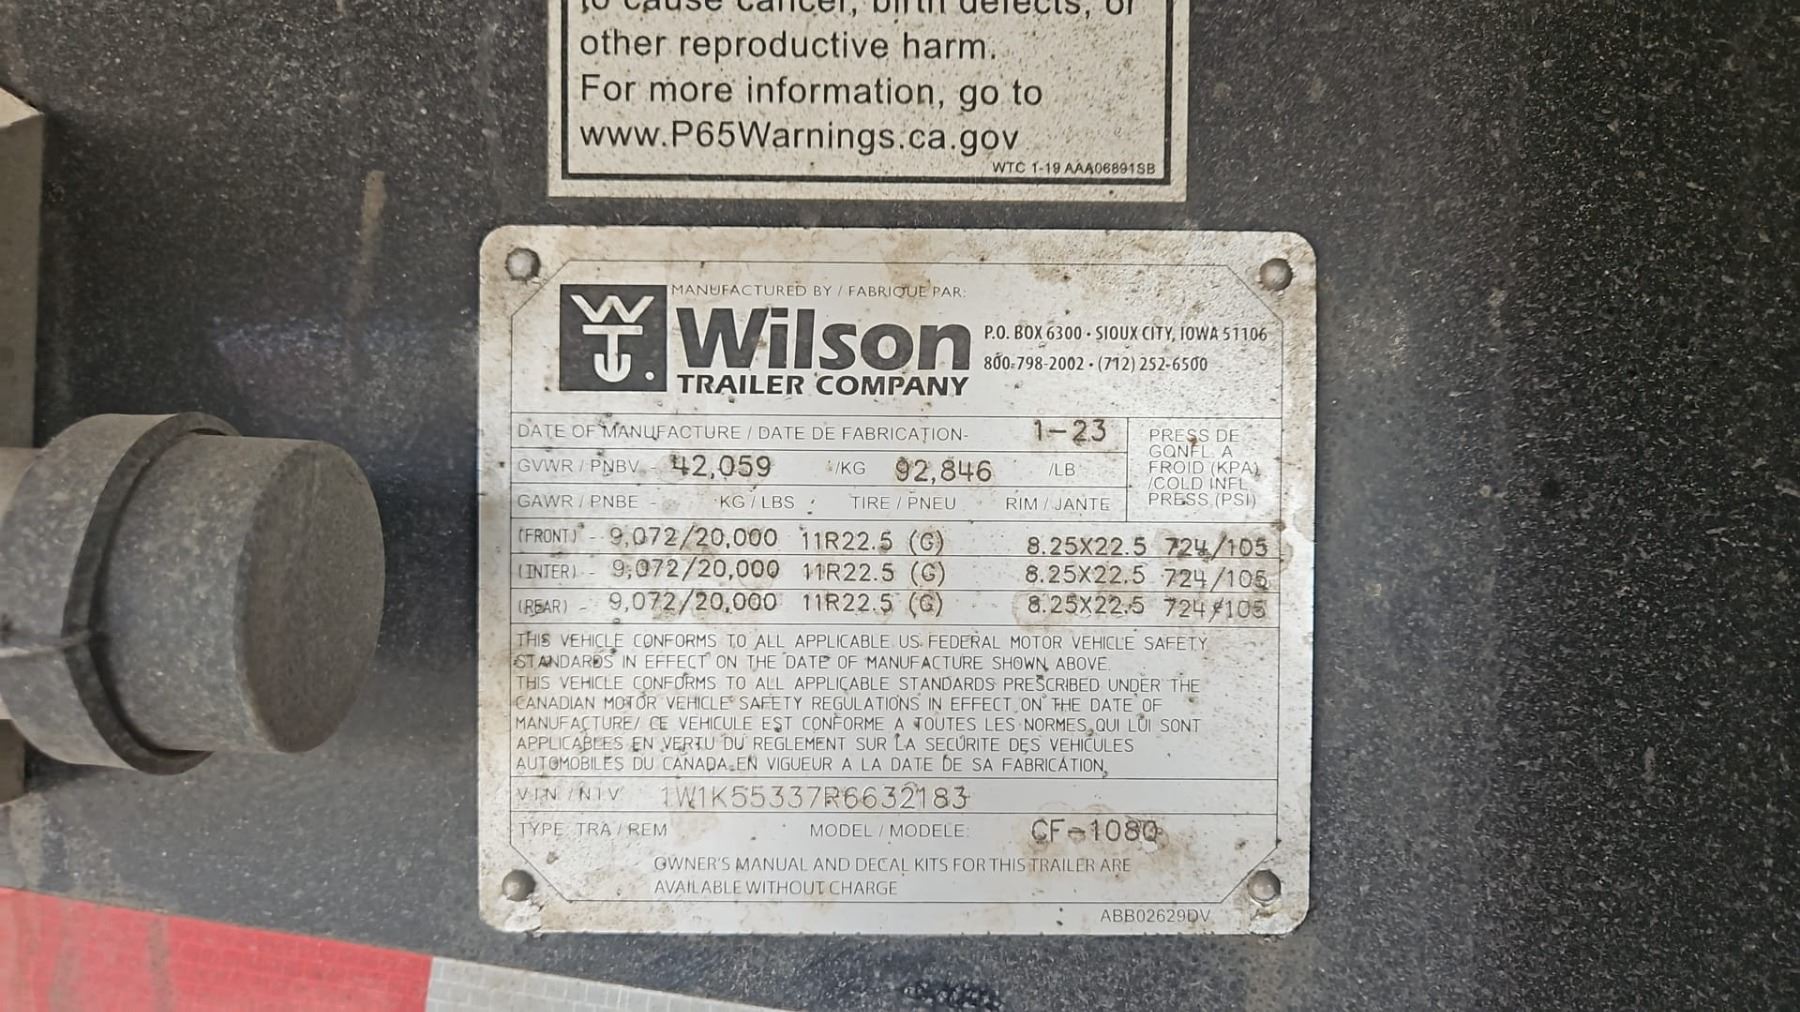 to cause cancer, birth defects, or
other reproductive harm.
For more information, go to
www.P65Warnings.ca.gov
WTC 1-19 AAA06891SB
MANUFACTURED BY / FABRIQUE PAR:
WTC.
Wilson
TRAILER COMPANY
P.O. BOX 6300 • SIOUX CITY, IOWA 51106
800-798-2002 • (712) 252-6500
DATE OF MANUFACTURE / DATE DE FABRICATION- 1-23
GVWR / PNBV - 42,059 /KG 92,846 /LB
GAWR / PNBE - KG / LBS TIRE / PNEU RIM / JANTE
PRESS DE
GONFL. A
FROID (KPA)
/COLD INFL.
PRESS. (PSI)
(FRONT) - 9,072/20,000 11R22.5 (G) 8.25X22.5 724/105
(INTER) - 9,072/20,000 11R22.5 (G) 8.25X22.5 724/105
(REAR) - 9,072/20,000 11R22.5 (G) 8.25X22.5 724/105
THIS VEHICLE CONFORMS TO ALL APPLICABLE US FEDERAL MOTOR VEHICLE SAFETY
STANDARDS IN EFFECT ON THE DATE OF MANUFACTURE SHOWN ABOVE.
THIS VEHICLE CONFORMS TO ALL APPLICABLE STANDARDS PRESCRIBED UNDER THE
CANADIAN MOTOR VEHICLE SAFETY REGULATIONS IN EFFECT ON THE DATE OF
MANUFACTURE/ CE VEHICULE EST CONFORME A TOUTES LES NORMES QUI LUI SONT
APPLICABLES EN VERTU DU REGLEMENT SUR LA SECURITE DES VEHICULES
AUTOMOBILES DU CANADA EN VIGUEUR A LA DATE DE SA FABRICATION,
VIN / NIV 1W1K55337R6632183
TYPE: TRA / REM MODEL / MODELE: CF-1080
OWNER'S MANUAL AND DECAL KITS FOR THIS TRAILER ARE
AVAILABLE WITHOUT CHARGE
ABB02629DV